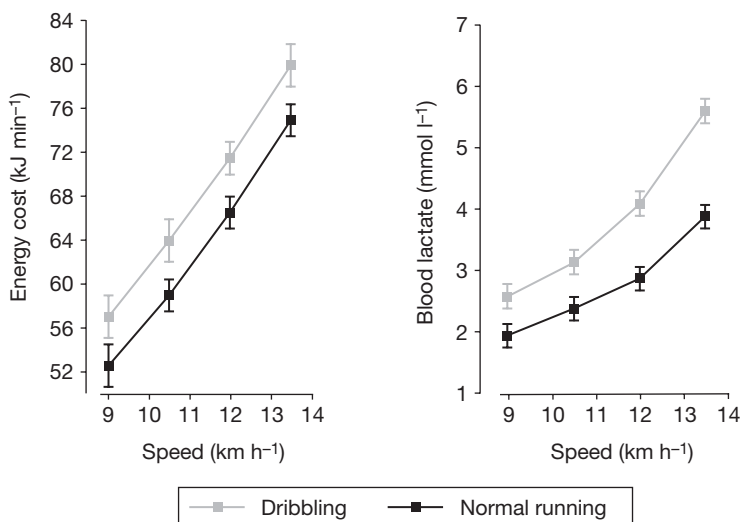 84
80
76
72
68
64
60
56
52
Energy cost (kJ min–1)
9 10 11 12 13 14
Speed (km h–1)
7
6
5
4
3
2
1
Blood lactate (mmol l–1)
9 10 11 12 13 14
Speed (km h–1)
Dribbling Normal running